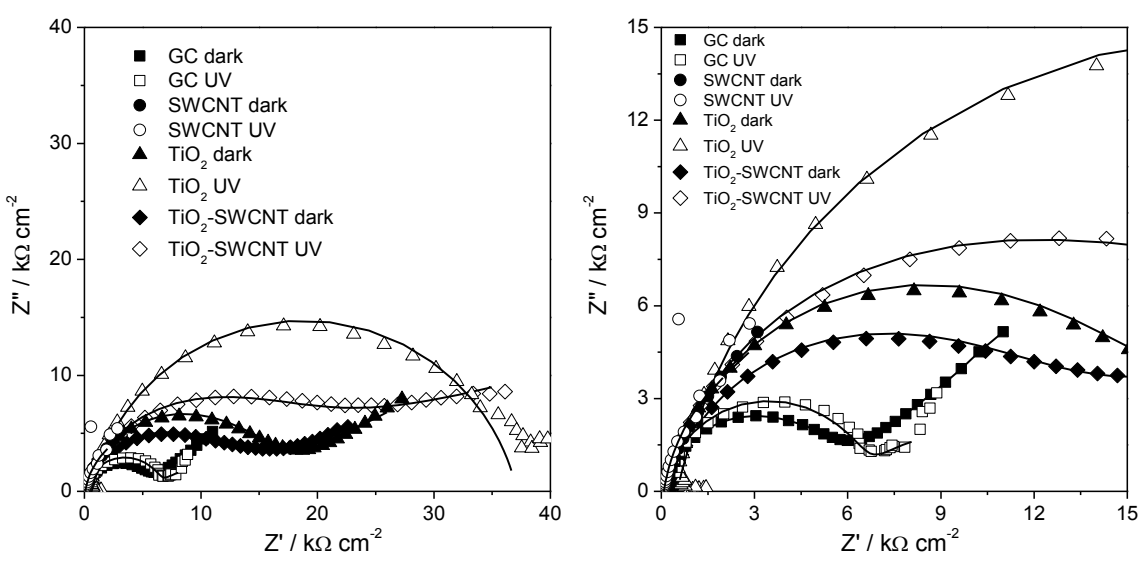 40
30
20
10
0
0
10
20
30
40
Z'' / kΩ cm⁻²
Z' / kΩ cm⁻²
GC dark
GC UV
SWCNT dark
SWCNT UV
TiO₂ dark
TiO₂ UV
TiO₂-SWCNT dark
TiO₂-SWCNT UV
15
12
9
6
3
0
0
3
6
9
12
15
Z'' / kΩ cm⁻²
Z' / kΩ cm⁻²
GC dark
GC UV
SWCNT dark
SWCNT UV
TiO₂ dark
TiO₂ UV
TiO₂-SWCNT dark
TiO₂-SWCNT UV